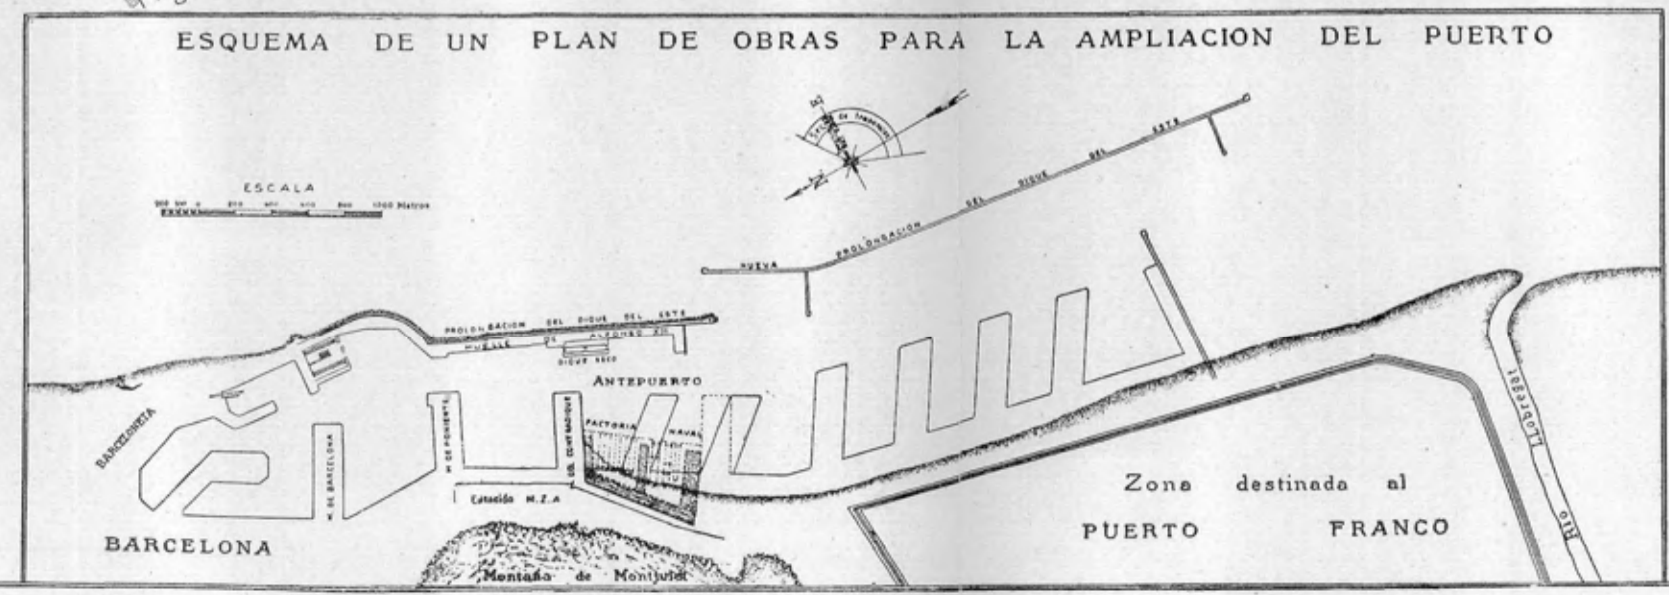 ESQUEMA DE UN PLAN DE OBRAS PARA LA AMPLIACION DEL PUERTO
ESCALA
1000 Metros
N
NUEVA PROLONGACION DEL DIQUE DEL ESTE
PROLONGACION DEL DIQUE DEL ESTE
MUELLE DE ALFONSO XIII
DIQUE SECO
ANTEPUERTO
BARCELONETA
M. DE BARCELONA
M. DE PONIENTE
DEL CONTRADIQUE
FACTORIA NAVAL
Estación M.Z.A
BARCELONA
Montaña de Montjuich
Zona destinada al
PUERTO FRANCO
Rio LLobregat